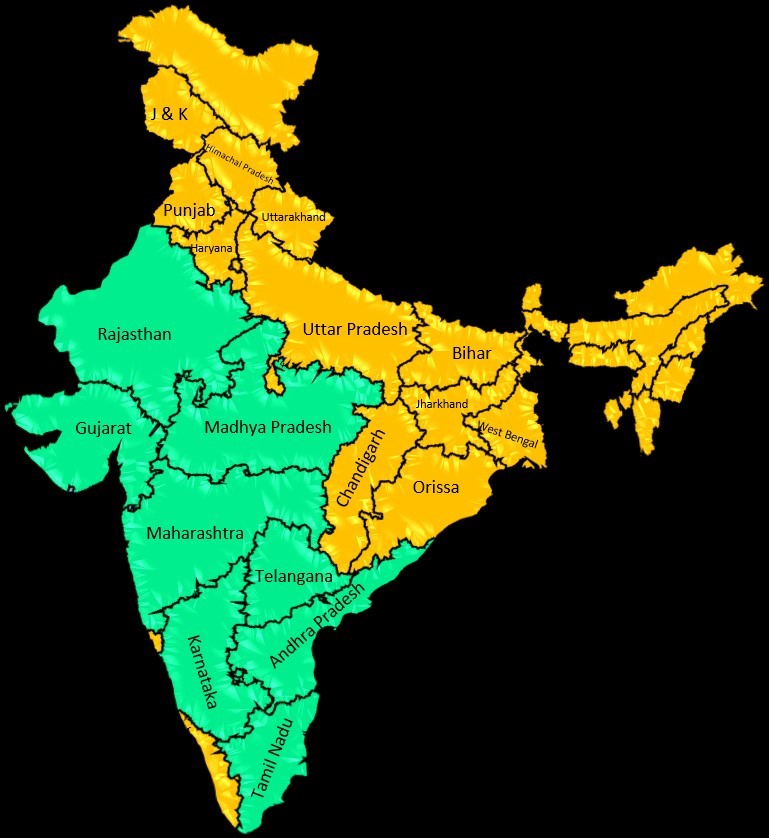 J & K
Himachal Pradesh
Punjab
Uttarakhand
Haryana
Rajasthan
Uttar Pradesh
Bihar
Jharkhand
Gujarat
Madhya Pradesh
West Bengal
Chandigarh
Orissa
Maharashtra
Telangana
Andhra Pradesh
Karnataka
Tamil Nadu